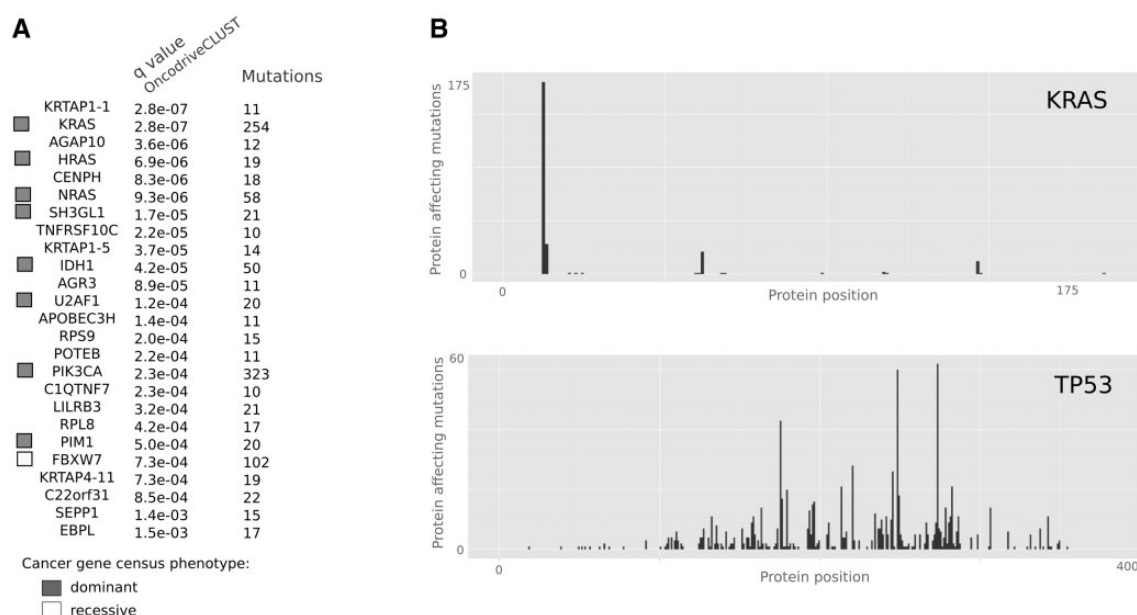 A
q value
OncodriveCLUST
Mutations
KRTAP1-1 2.8e-07 11
KRAS 2.8e-07 254
AGAP10 3.6e-06 12
HRAS 6.9e-06 19
CENPH 8.3e-06 18
NRAS 9.3e-06 58
SH3GL1 1.7e-05 21
TNFRSF10C 2.2e-05 10
KRTAP1-5 3.7e-05 14
IDH1 4.2e-05 50
AGR3 8.9e-05 11
U2AF1 1.2e-04 20
APOBEC3H 1.4e-04 11
RPS9 2.0e-04 15
POTEB 2.2e-04 11
PIK3CA 2.3e-04 323
C1QTNF7 2.3e-04 10
LILRB3 3.2e-04 21
RPL8 4.2e-04 17
PIM1 5.0e-04 20
FBXW7 7.3e-04 102
KRTAP4-11 7.3e-04 19
C22orf31 8.5e-04 22
SEPP1 1.4e-03 15
EBPL 1.5e-03 17
Cancer gene census phenotype:
dominant
recessive
B
175
KRAS
Protein affecting mutations
0
0 Protein position 175
60
TP53
Protein affecting mutations
0
0 Protein position 400